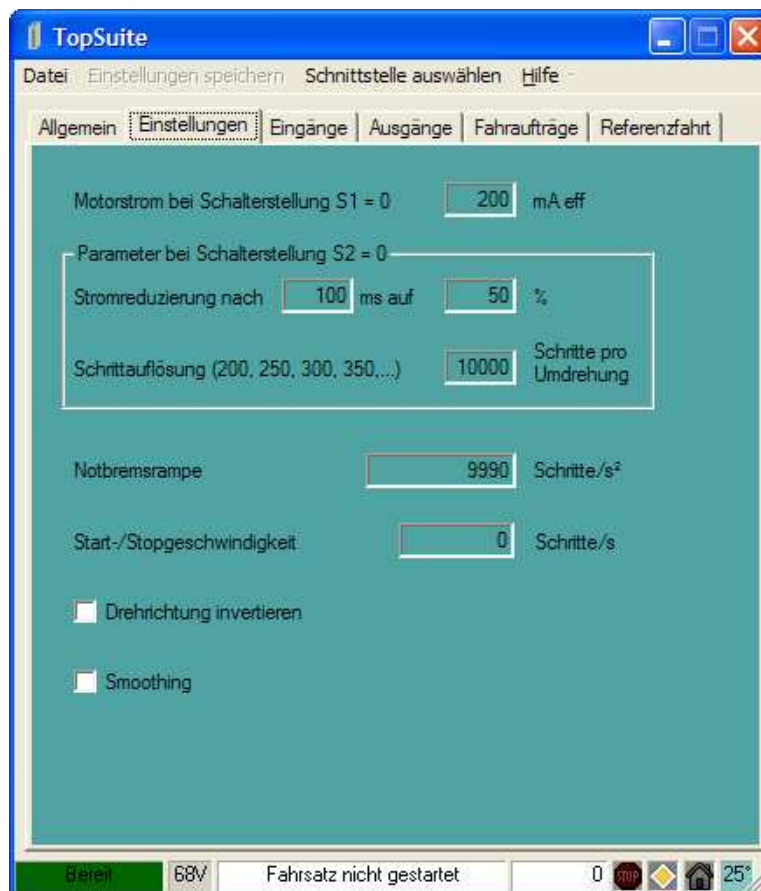 TopSuite
Datei Einstellungen speichern Schnittstelle auswählen Hilfe
Allgemein Einstellungen Eingänge Ausgänge Fahraufträge Referenzfahrt
Motorstrom bei Schalterstellung S1 = 0 200 mA eff
Parameter bei Schalterstellung S2 = 0
Stromreduzierung nach 100 ms auf 50 %
Schrittauflösung (200, 250, 300, 350,...) 10000 Schritte pro
Umdrehung
Notbremsrampe 9990 Schritte/s²
Start-/Stopgeschwindigkeit 0 Schritte/s
Drehrichtung invertieren
Smoothing
Bereit 68V Fahrsatz nicht gestartet 0 STOP 25°